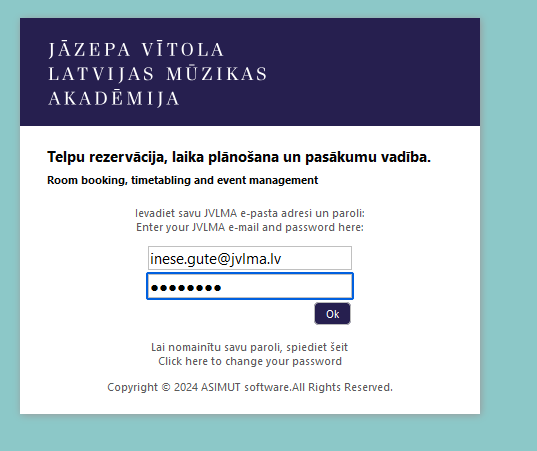 JĀZEPA VĪTOLA
LATVIJAS MŪZIKAS
AKADĒMIJA
Telpu rezervācija, laika plānošana un pasākumu vadība.
Room booking, timetabling and event management
Ievadiet savu JVLMA e-pasta adresi un paroli:
Enter your JVLMA e-mail and password here:
inese.gute@jvlma.lv
●●●●●●●●
Ok
Lai nomainītu savu paroli, spiediet šeit
Click here to change your password
Copyright © 2024 ASIMUT software.All Rights Reserved.